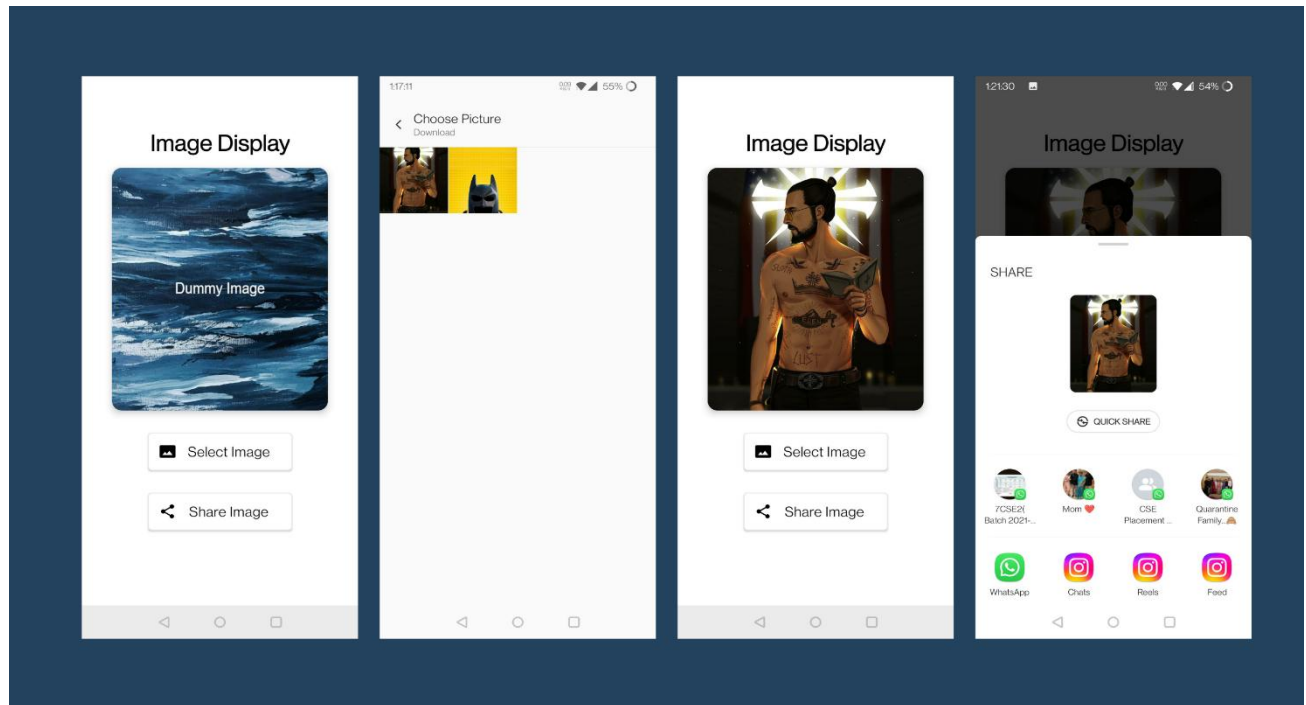 Image Display
Dummy Image
Select Image
Share Image
1:17:11
55%
Choose Picture
Download
Image Display
LUST
Select Image
Share Image
1:21:30
54%
Image Display
SHARE
QUICK SHARE
7CSE2(
Batch 2021-...
Mom ❤️
CSE
Placement ...
Quarantine
Family...🙈
WhatsApp
Chats
Reels
Feed